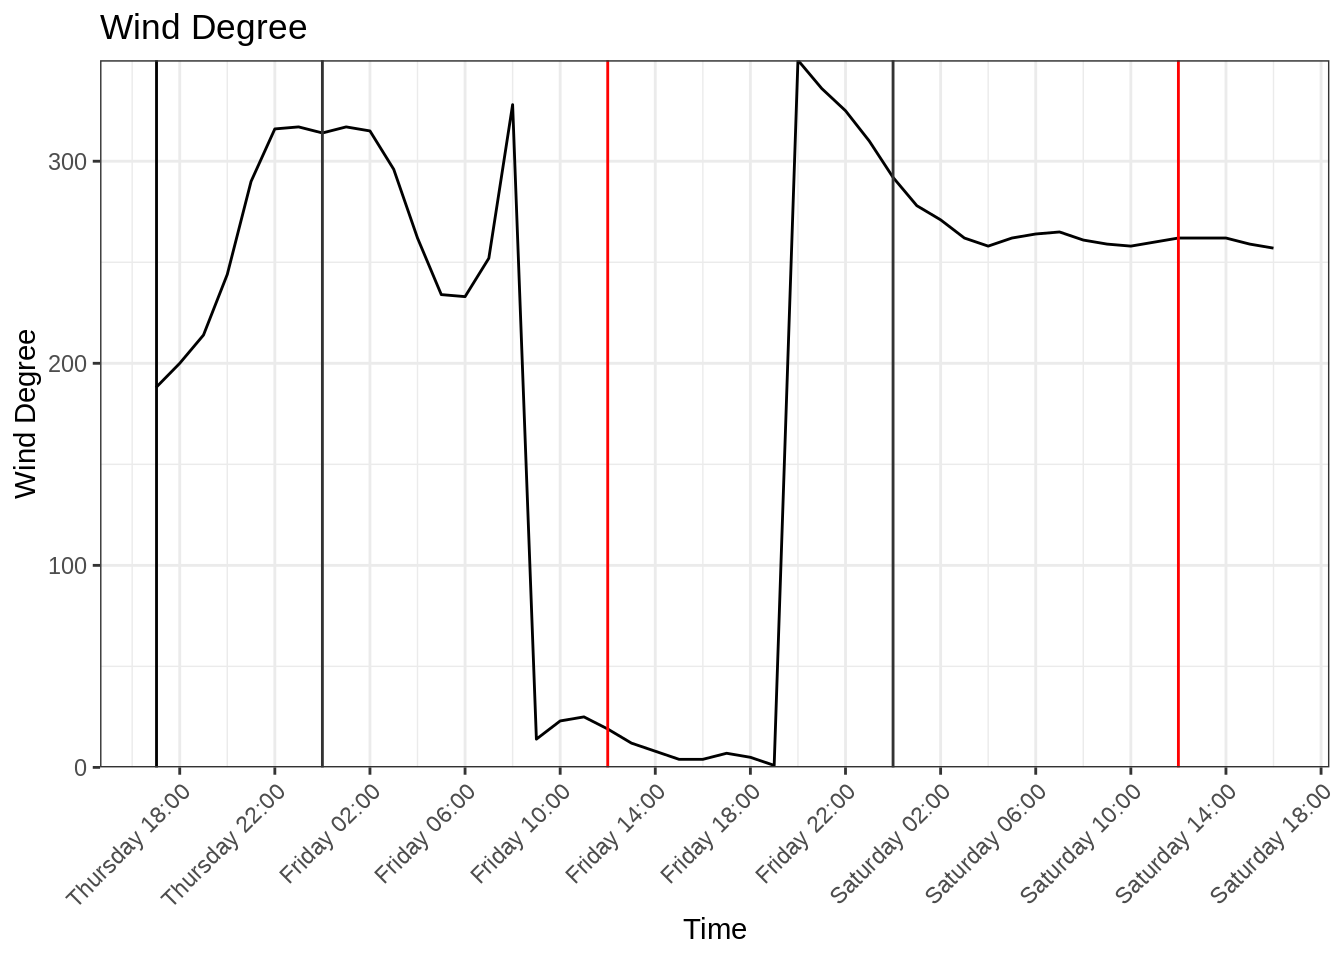 Wind Degree
Wind Degree
300
200
100
0
Thursday 18:00
Thursday 22:00
Friday 02:00
Friday 06:00
Friday 10:00
Friday 14:00
Friday 18:00
Friday 22:00
Saturday 02:00
Saturday 06:00
Saturday 10:00
Saturday 14:00
Saturday 18:00
Time